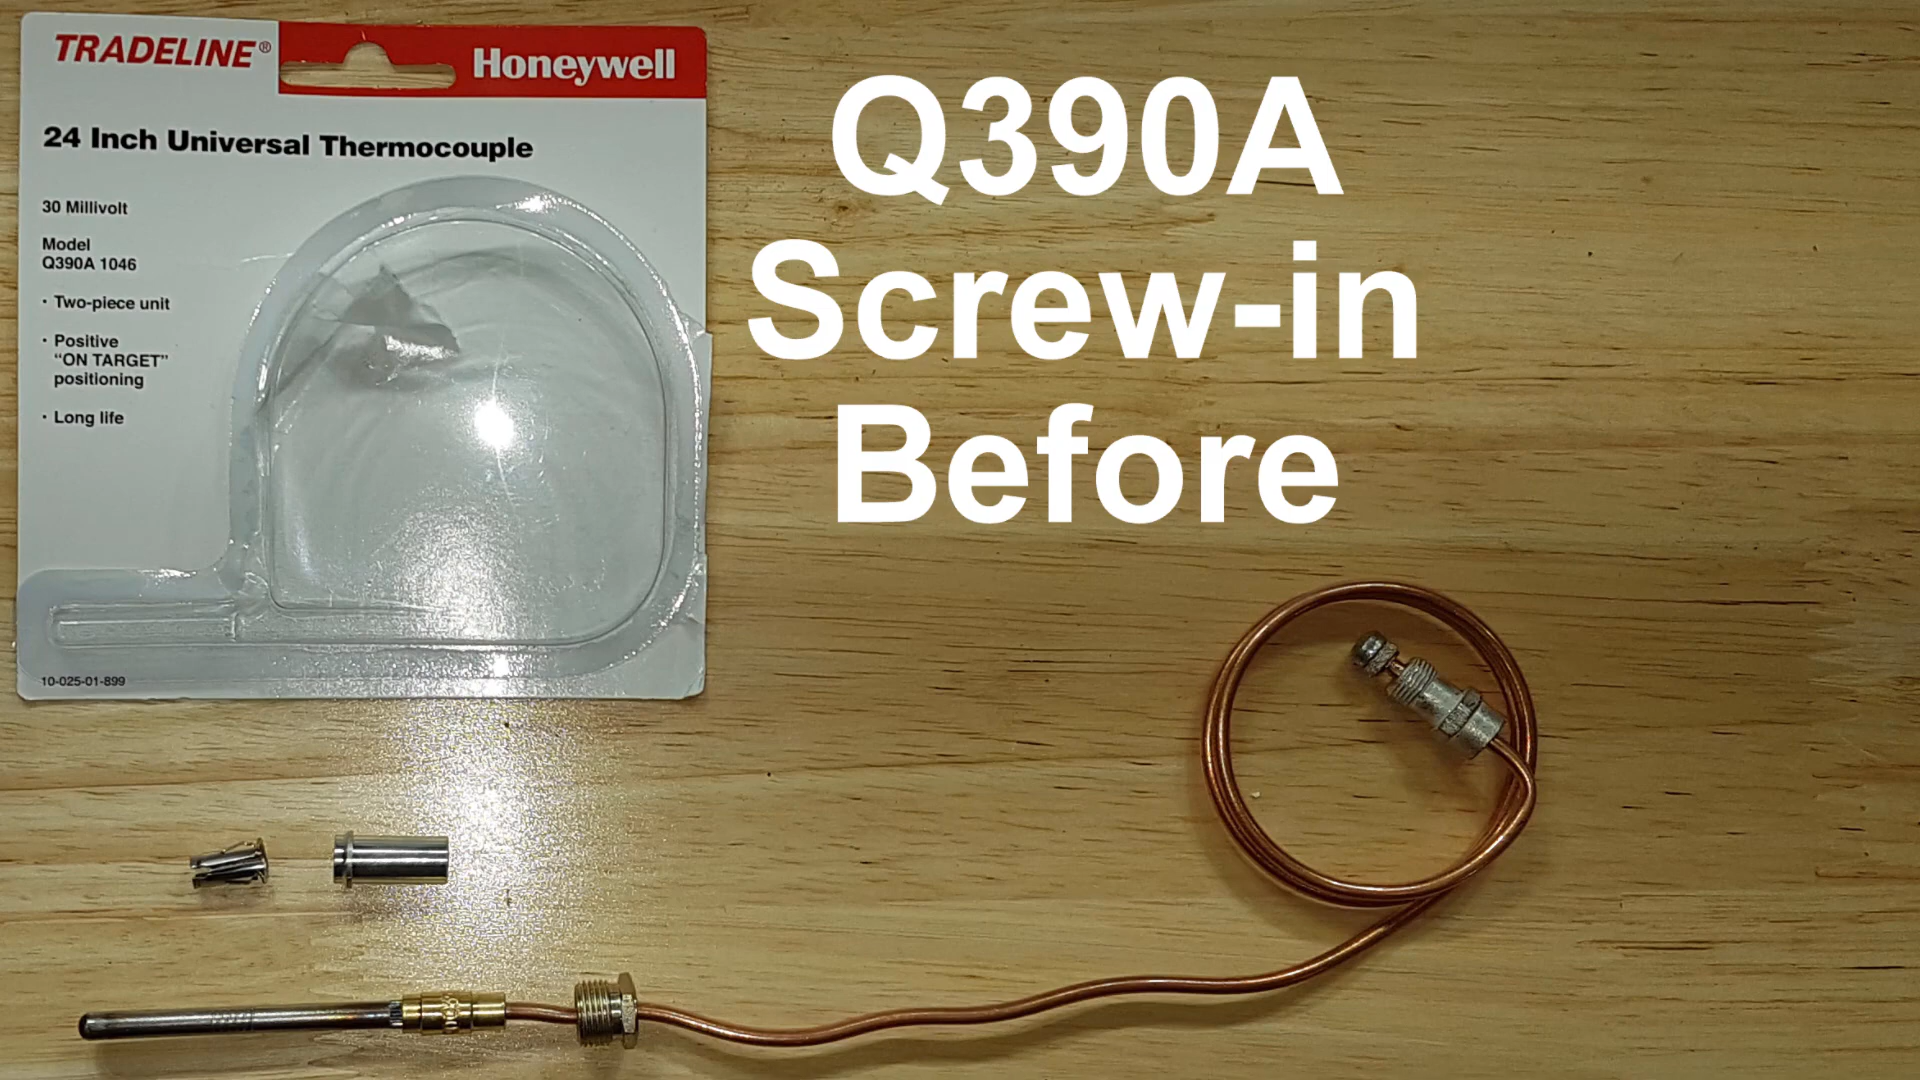 TRADELINE®
Honeywell
24 Inch Universal Thermocouple
30 Millivolt
Model
Q390A 1046
· Two-piece unit
· Positive
“ON TARGET”
positioning
· Long life
10-025-01-899
Q390A
Screw-in
Before